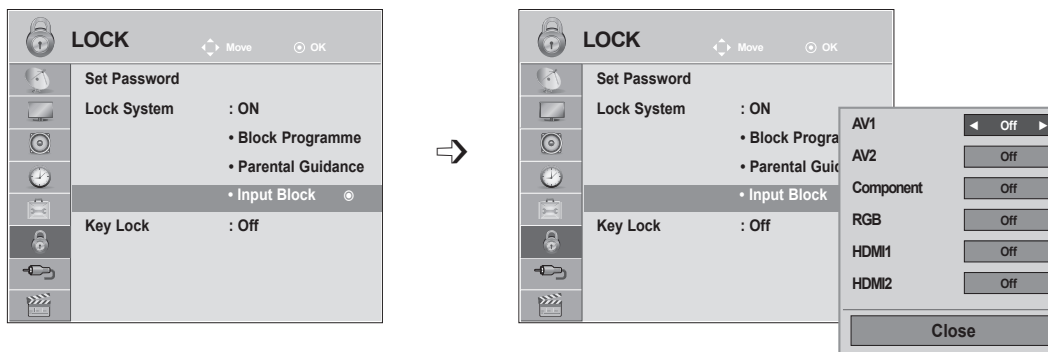 LOCK
Move
OK
Set Password
Lock System : ON
• Block Programme
• Parental Guidance
• Input Block
Key Lock : Off
LOCK
Move
OK
Set Password
Lock System : ON
• Block Progra
• Parental Guid
• Input Block
Key Lock : Off
AV1 ◄ Off ►
AV2 Off
Component Off
RGB Off
HDMI1 Off
HDMI2 Off
Close